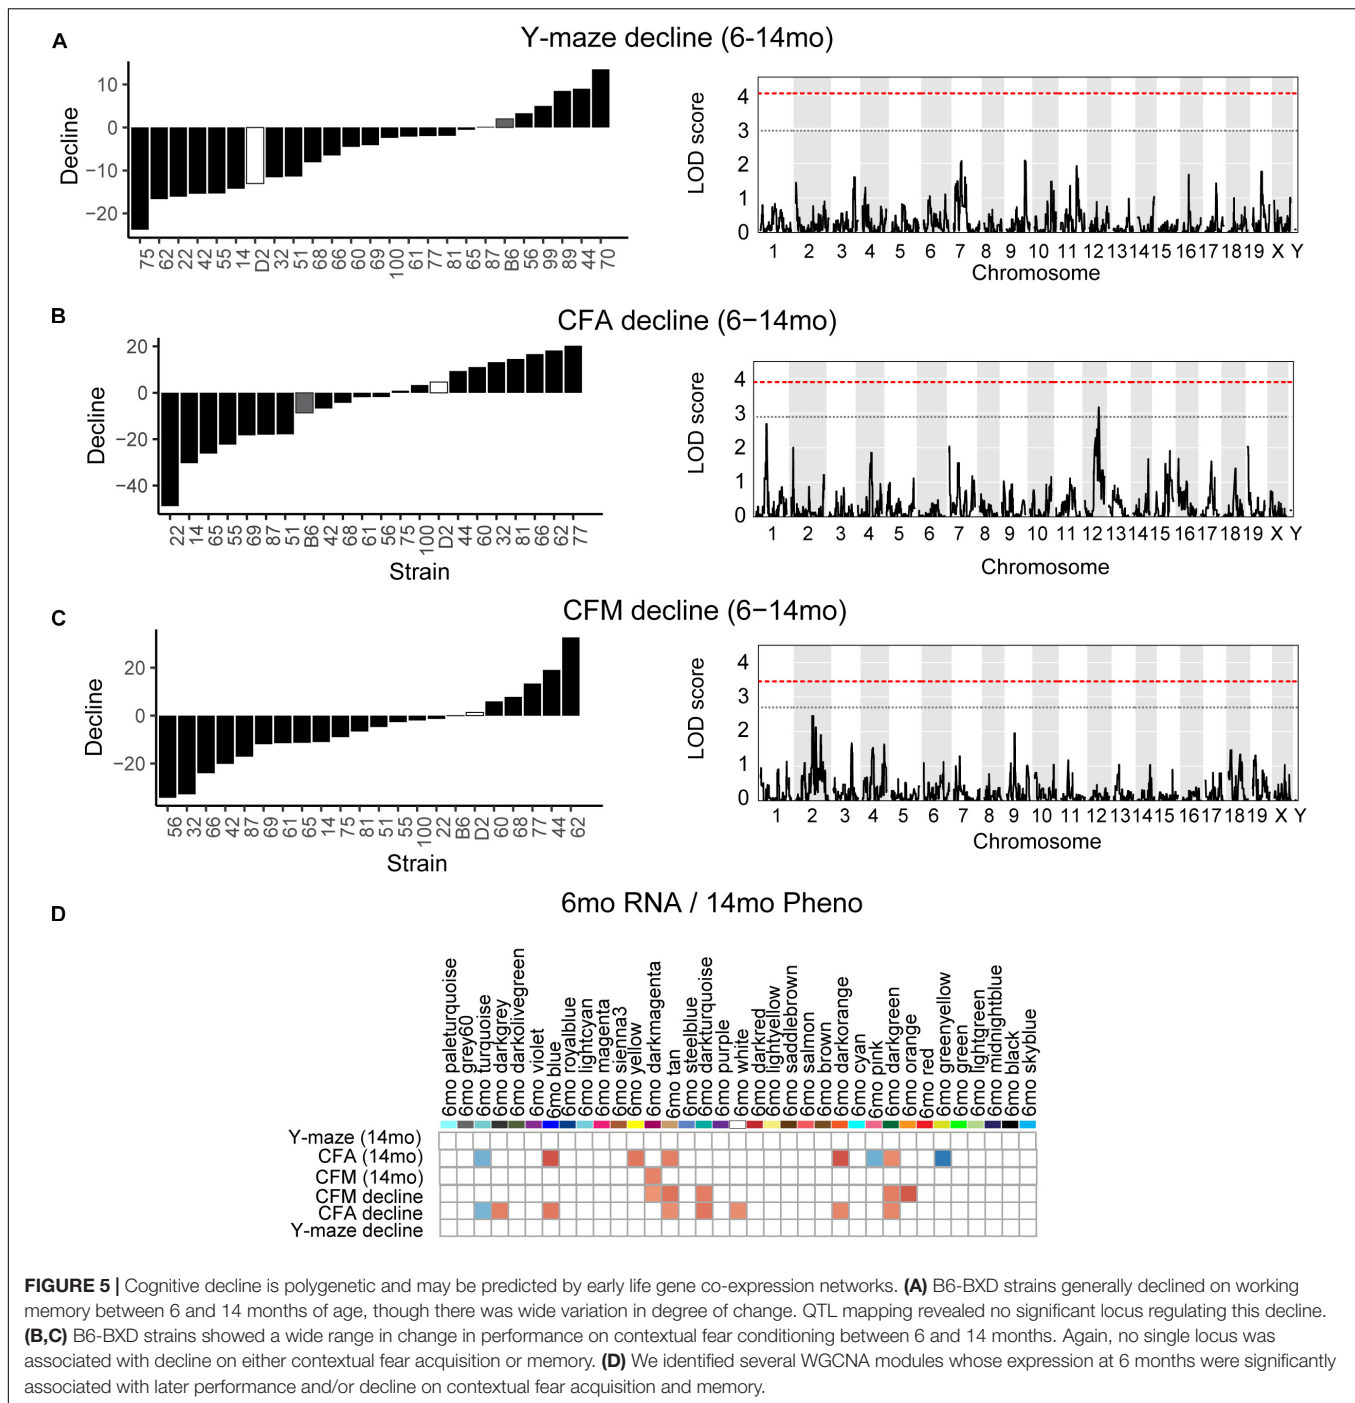 A
Y-maze decline (6-14mo)
Decline
10
0
−10
−20
75 62 22 42 55 14 D2 32 51 68 66 60 69 100 61 77 81 65 87 B6 56 99 89 44 70
LOD score
4
3
2
1
0
1 2 3 4 5 6 7 8 9 10 11 12 13 14 15 16 17 18 19 X Y
Chromosome
B
CFA decline (6−14mo)
Decline
20
0
−20
−40
22 14 65 55 69 87 51 B6 42 68 61 56 75 100 D2 44 60 32 81 66 62 77
Strain
LOD score
4
3
2
1
0
1 2 3 4 5 6 7 8 9 10 11 12 13 14 15 16 17 18 19 X Y
Chromosome
C
CFM decline (6−14mo)
Decline
20
0
−20
56 32 66 42 87 69 61 65 14 75 81 51 55 100 22 B6 D2 60 68 77 44 62
Strain
LOD score
4
3
2
1
0
1 2 3 4 5 6 7 8 9 10 11 12 13 14 15 16 17 18 19 X Y
Chromosome
D
6mo RNA / 14mo Pheno
6mo paleturquoise
6mo grey60
6mo turquoise
6mo darkgrey
6mo darkolivegreen
6mo violet
6mo blue
6mo royalblue
6mo lightcyan
6mo magenta
6mo sienna3
6mo yellow
6mo darkmagenta
6mo tan
6mo steelblue
6mo darkturquoise
6mo purple
6mo white
6mo darkred
6mo lightyellow
6mo saddlebrown
6mo salmon
6mo brown
6mo darkorange
6mo cyan
6mo pink
6mo darkgreen
6mo orange
6mo red
6mo greenyellow
6mo green
6mo lightgreen
6mo midnightblue
6mo black
6mo skyblue
Y-maze (14mo)
CFA (14mo)
CFM (14mo)
CFM decline
CFA decline
Y-maze decline
FIGURE 5 | Cognitive decline is polygenetic and may be predicted by early life gene co-expression networks. (A) B6-BXD strains generally declined on working
memory between 6 and 14 months of age, though there was wide variation in degree of change. QTL mapping revealed no significant locus regulating this decline.
(B,C) B6-BXD strains showed a wide range in change in performance on contextual fear conditioning between 6 and 14 months. Again, no single locus was
associated with decline on either contextual fear acquisition or memory. (D) We identified several WGCNA modules whose expression at 6 months were significantly
associated with later performance and/or decline on contextual fear acquisition and memory.